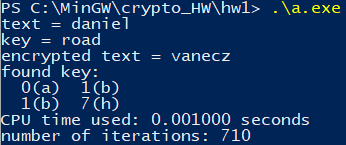 PS C:\MinGW\crypto_HW\hw1> .\a.exe
text = daniel
key = road
encrypted text = vanecz
found key:
  0(a)  1(b)
  1(b)  7(h)
CPU time used: 0.001000 seconds
number of iterations: 710